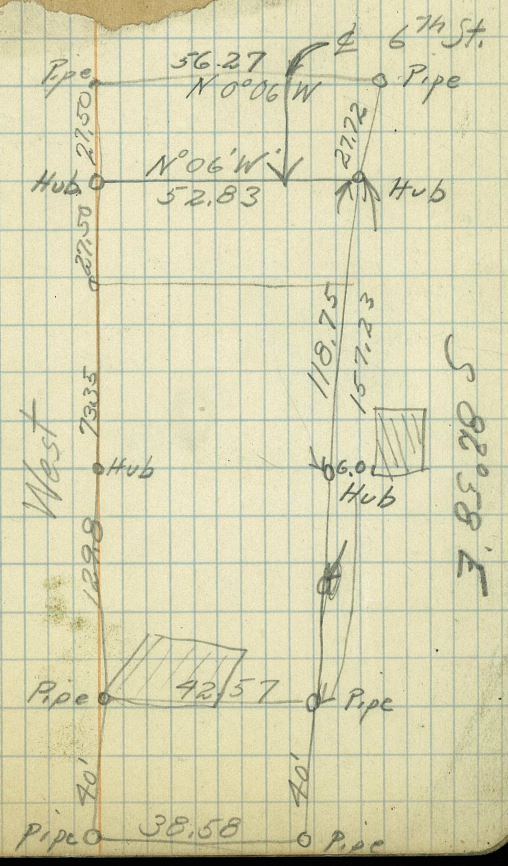 56.27 ℄ 6th St.
Pipe N 0°06 W Pipe
27.50 27.72
N°06'W'
Hub 52.83 Hub
27.50
118.75 157.23
73.35
West S 82°38' E
Hub 6.0
Hub
129.8
Pipe 42.57 Pipe
40' 40'
Pipe 38.58 Pipe